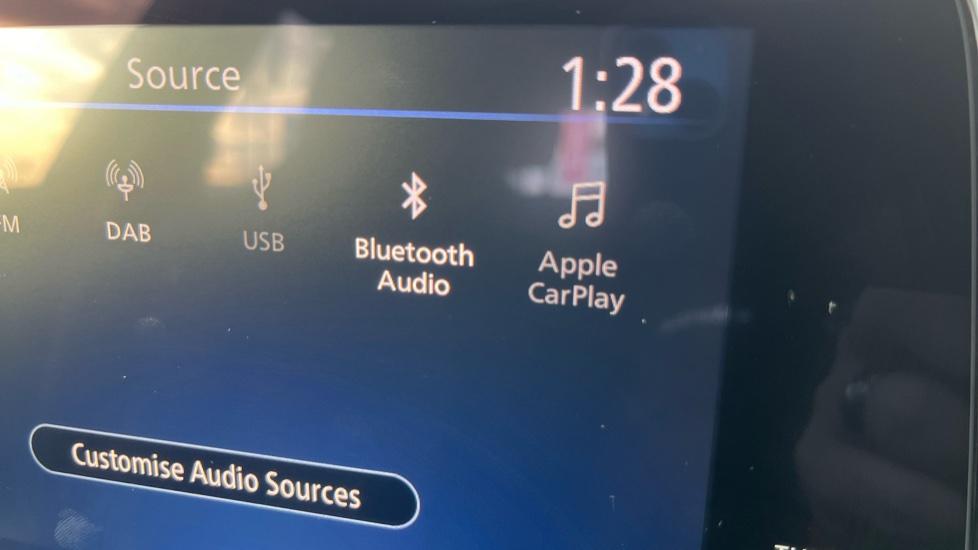 Source
1:28
DAB
USB
Bluetooth
Audio
Apple
CarPlay
Customise Audio Sources